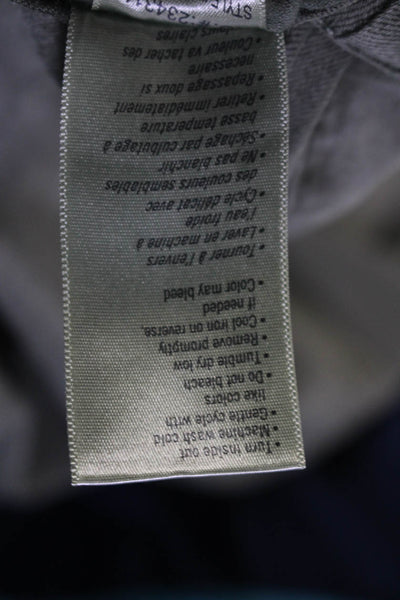 • Turn inside out
• Machine wash cold
• Gentle cycle with
like colors
• Do not bleach
• Tumble dry low
• Remove promptly
• Cool iron on reverse,
if needed
• Color may bleed
• Tourner à l'envers
• Laver en machine à
l'eau froide
• Cycle délicat avec
des couleurs semblables
• Ne pas blanchir
• Séchage par culbutage à
basse température
• Retirer immédiatement
• Repassage doux si
nécessaire
• Couleur va tacher des
claires
STYLE